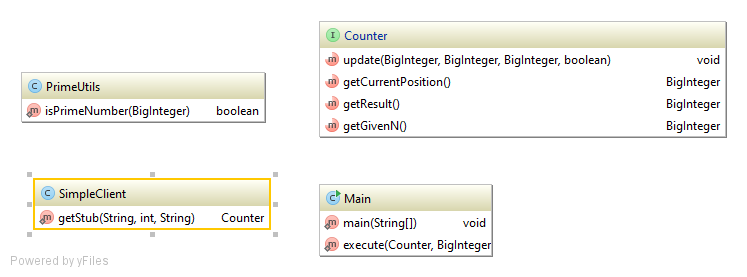 I Counter
m update(BigInteger, BigInteger, BigInteger, boolean) void
m getCurrentPosition() BigInteger
m getResult() BigInteger
m getGivenN() BigInteger
C PrimeUtils
m isPrimeNumber(BigInteger) boolean
C SimpleClient
m getStub(String, int, String) Counter
C Main
m main(String[]) void
m execute(Counter, BigInteger
Powered by yFiles